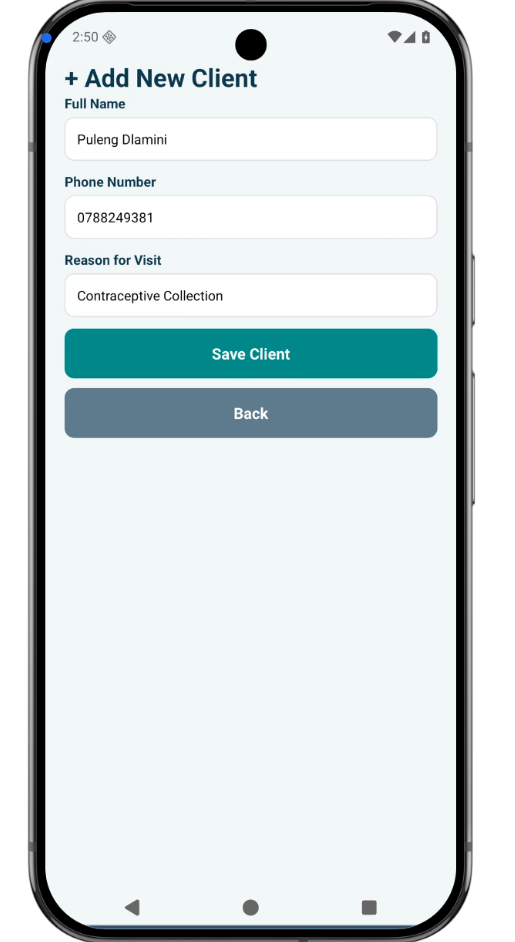 2:50
+ Add New Client
Full Name
Puleng Dlamini
Phone Number
0788249381
Reason for Visit
Contraceptive Collection
Save Client
Back